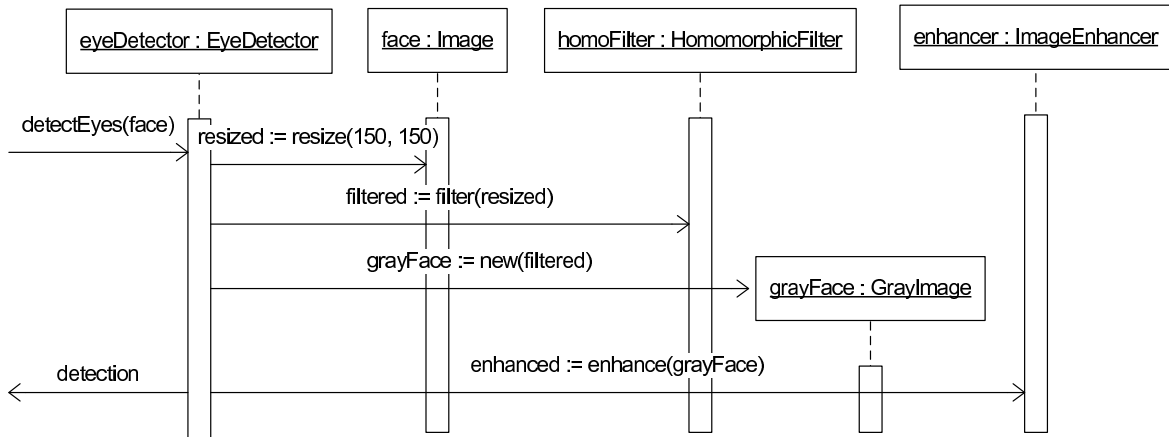 eyeDetector : EyeDetector
face : Image
homoFilter : HomomorphicFilter
enhancer : ImageEnhancer
detectEyes(face)
resized := resize(150, 150)
filtered := filter(resized)
grayFace := new(filtered)
grayFace : GrayImage
detection
enhanced := enhance(grayFace)